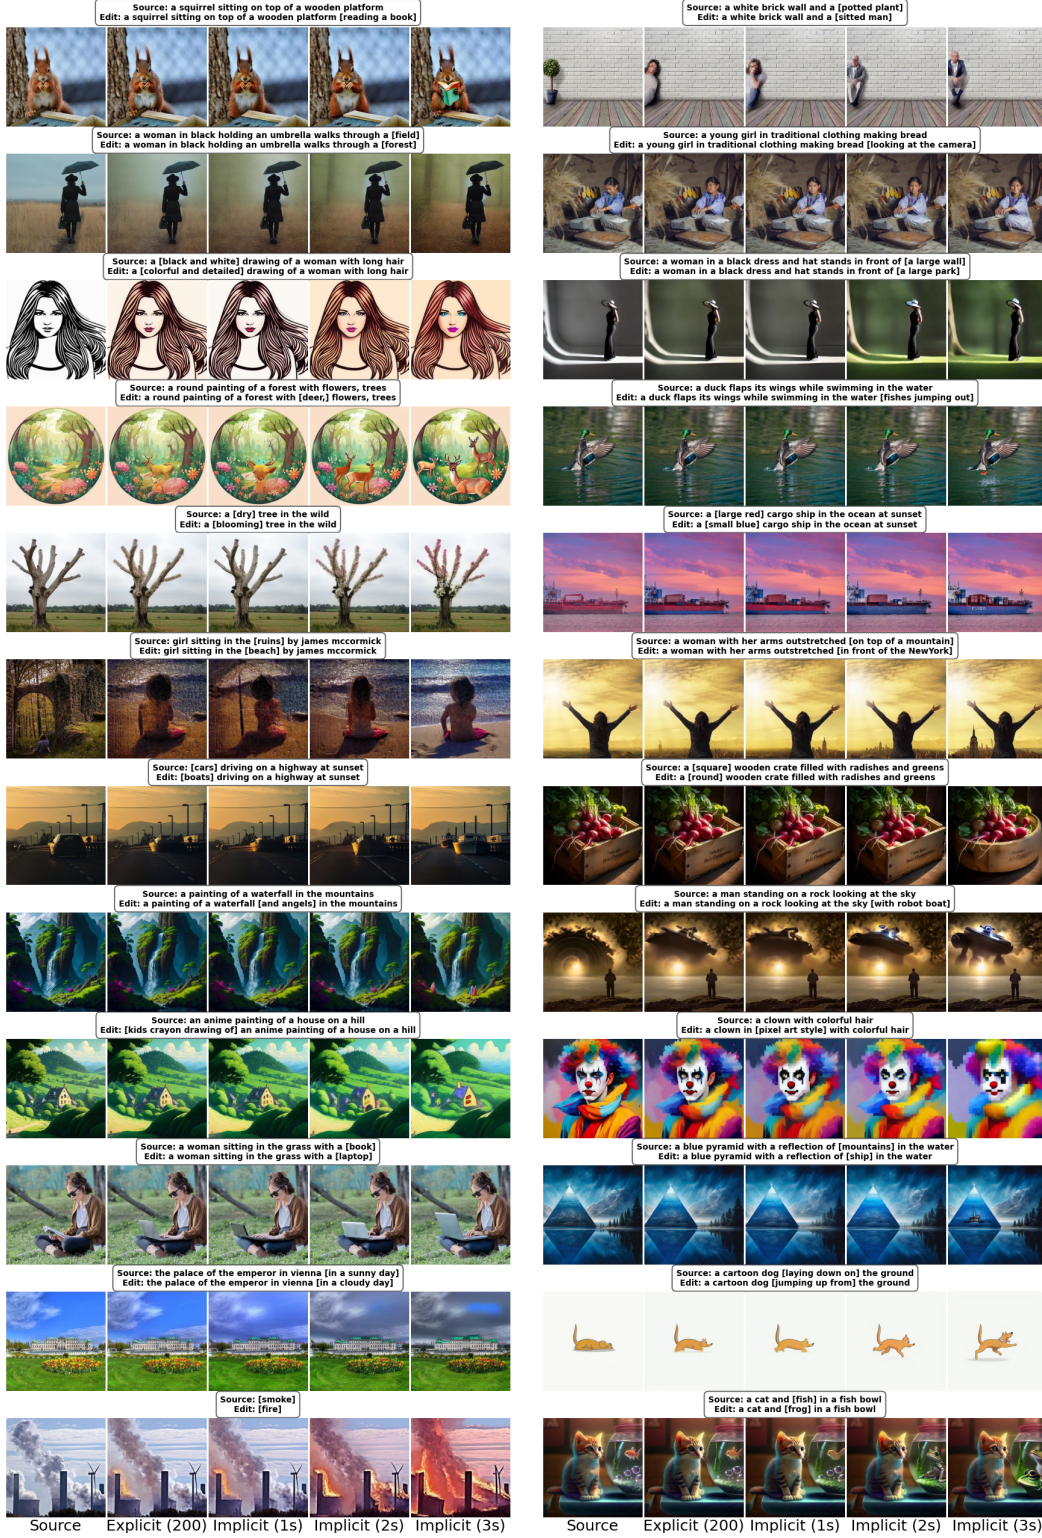 Source: a squirrel sitting on top of a wooden platform
Edit: a squirrel sitting on top of a wooden platform [reading a book]
Source: a white brick wall and a [potted plant]
Edit: a white brick wall and a [sitted man]
Source: a woman in black holding an umbrella walks through a [field]
Edit: a woman in black holding an umbrella walks through a [forest]
Source: a young girl in traditional clothing making bread
Edit: a young girl in traditional clothing making bread [looking at the camera]
Source: a [black and white] drawing of a woman with long hair
Edit: a [colorful and detailed] drawing of a woman with long hair
Source: a woman in a black dress and hat stands in front of [a large wall]
Edit: a woman in a black dress and hat stands in front of [a large park]
Source: a round painting of a forest with flowers, trees
Edit: a round painting of a forest with [deer,] flowers, trees
Source: a duck flaps its wings while swimming in the water
Edit: a duck flaps its wings while swimming in the water [fishes jumping out]
Source: a [dry] tree in the wild
Edit: a [blooming] tree in the wild
Source: a [large red] cargo ship in the ocean at sunset
Edit: a [small blue] cargo ship in the ocean at sunset
Source: girl sitting in the [ruins] by james mccormick
Edit: girl sitting in the [beach] by james mccormick
Source: a woman with her arms outstretched [on top of a mountain]
Edit: a woman with her arms outstretched [in front of the NewYork]
Source: [cars] driving on a highway at sunset
Edit: [boats] driving on a highway at sunset
Source: a [square] wooden crate filled with radishes and greens
Edit: a [round] wooden crate filled with radishes and greens
Source: a painting of a waterfall in the mountains
Edit: a painting of a waterfall [and angels] in the mountains
Source: a man standing on a rock looking at the sky
Edit: a man standing on a rock looking at the sky [with robot boat]
Source: an anime painting of a house on a hill
Edit: [kids crayon drawing of] an anime painting of a house on a hill
Source: a clown with colorful hair
Edit: a clown in [pixel art style] with colorful hair
Source: a woman sitting in the grass with a [book]
Edit: a woman sitting in the grass with a [laptop]
Source: a blue pyramid with a reflection of [mountains] in the water
Edit: a blue pyramid with a reflection of [ship] in the water
Source: the palace of the emperor in vienna [in a sunny day]
Edit: the palace of the emperor in vienna [in a cloudy day]
Source: a cartoon dog [laying down on] the ground
Edit: a cartoon dog [jumping up from] the ground
Source: [smoke]
Edit: [fire]
Source: a cat and [fish] in a fish bowl
Edit: a cat and [frog] in a fish bowl
Source Explicit (200) Implicit (1s) Implicit (2s) Implicit (3s)
Source Explicit (200) Implicit (1s) Implicit (2s) Implicit (3s)